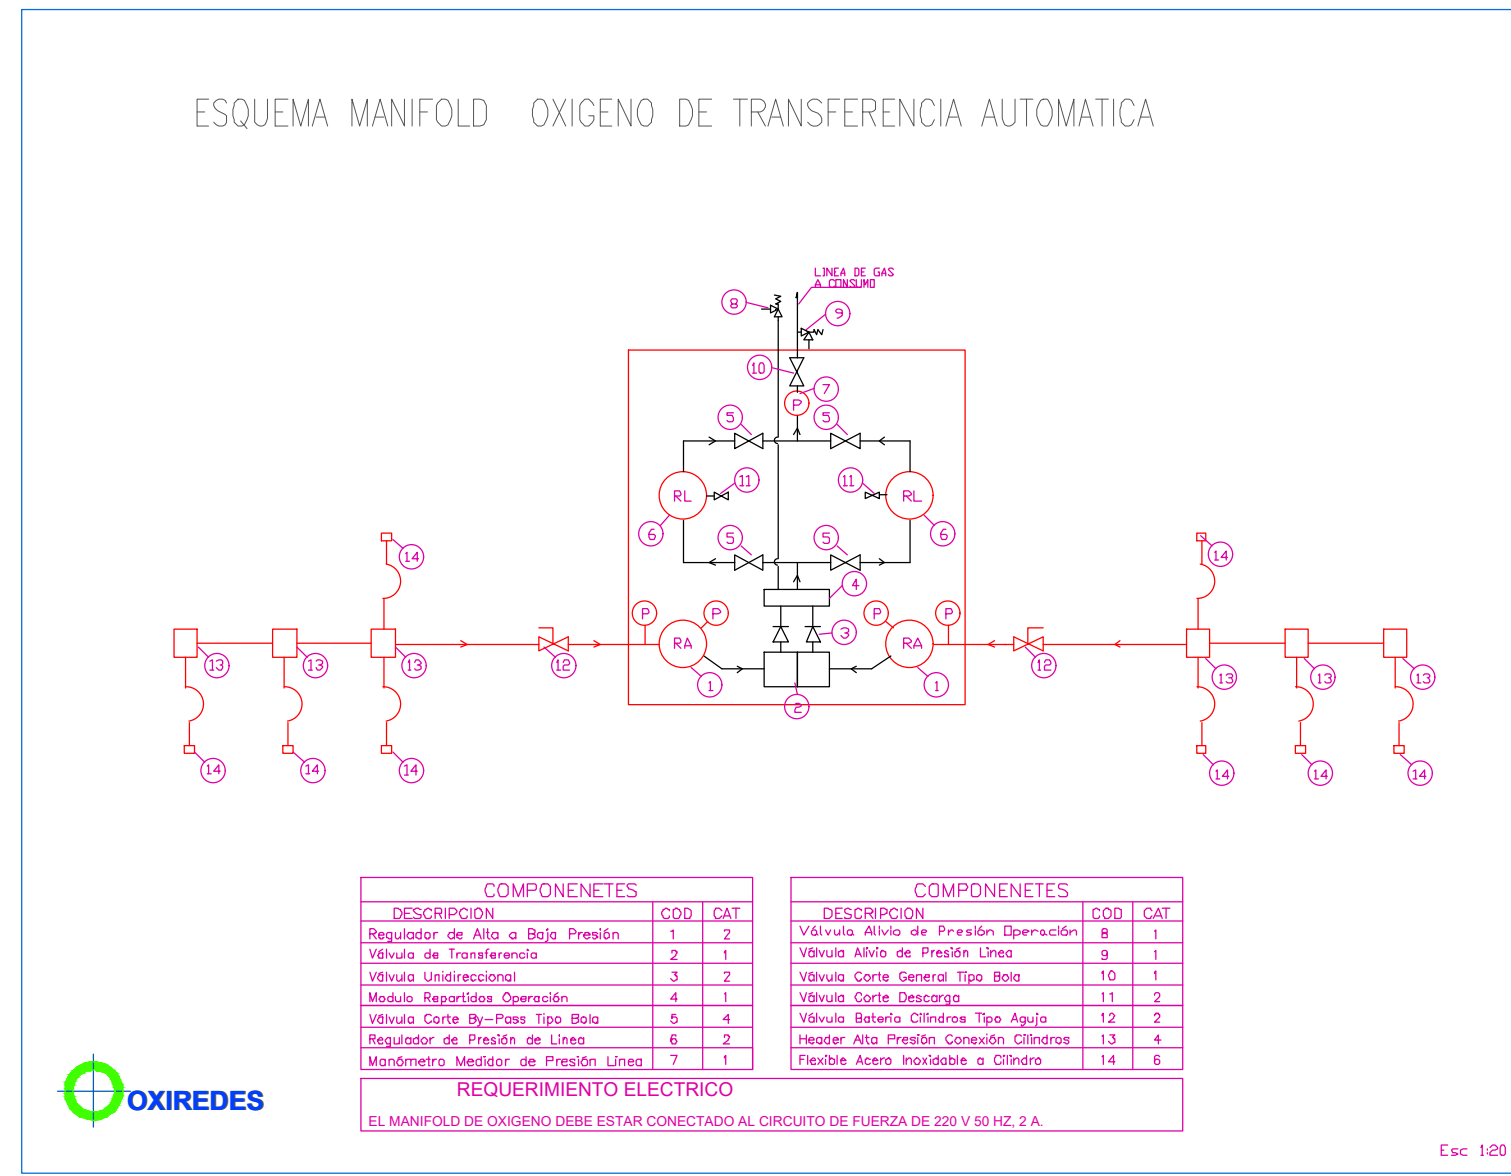 ESQUEMA MANIFOLD OXIGENO DE TRANSFERENCIA AUTOMATICA
LINEA DE GAS
A CONSUMO
8
9
10
7
P
5 5
11 11
RL RL
6 6
5 5
14 14
4
P P P P
3
RA RA
13 13 13 12 12 13 13 13
1 1
2
14 14 14 14 14 14
COMPONENETES
DESCRIPCION COD CAT
Regulador de Alta a Baja Presión 1 2
Válvula de Transferencia 2 1
Válvula Unidireccional 3 2
Modulo Repartidos Operación 4 1
Válvula Corte By-Pass Tipo Bola 5 4
Regulador de Presión de Linea 6 2
Manómetro Medidor de Presión Linea 7 1
COMPONENETES
DESCRIPCION COD CAT
Válvula Alivio de Presión Operación 8 1
Válvula Alivio de Presión Linea 9 1
Válvula Corte General Tipo Bola 10 1
Válvula Corte Descarga 11 2
Válvula Bateria Cilindros Tipo Aguja 12 2
Header Alta Presión Conexión Cilindros 13 4
Flexible Acero Inoxidable a Cilindro 14 6
REQUERIMIENTO ELECTRICO
EL MANIFOLD DE OXIGENO DEBE ESTAR CONECTADO AL CIRCUITO DE FUERZA DE 220 V 50 HZ, 2 A.
OXIREDES
Esc 1:20